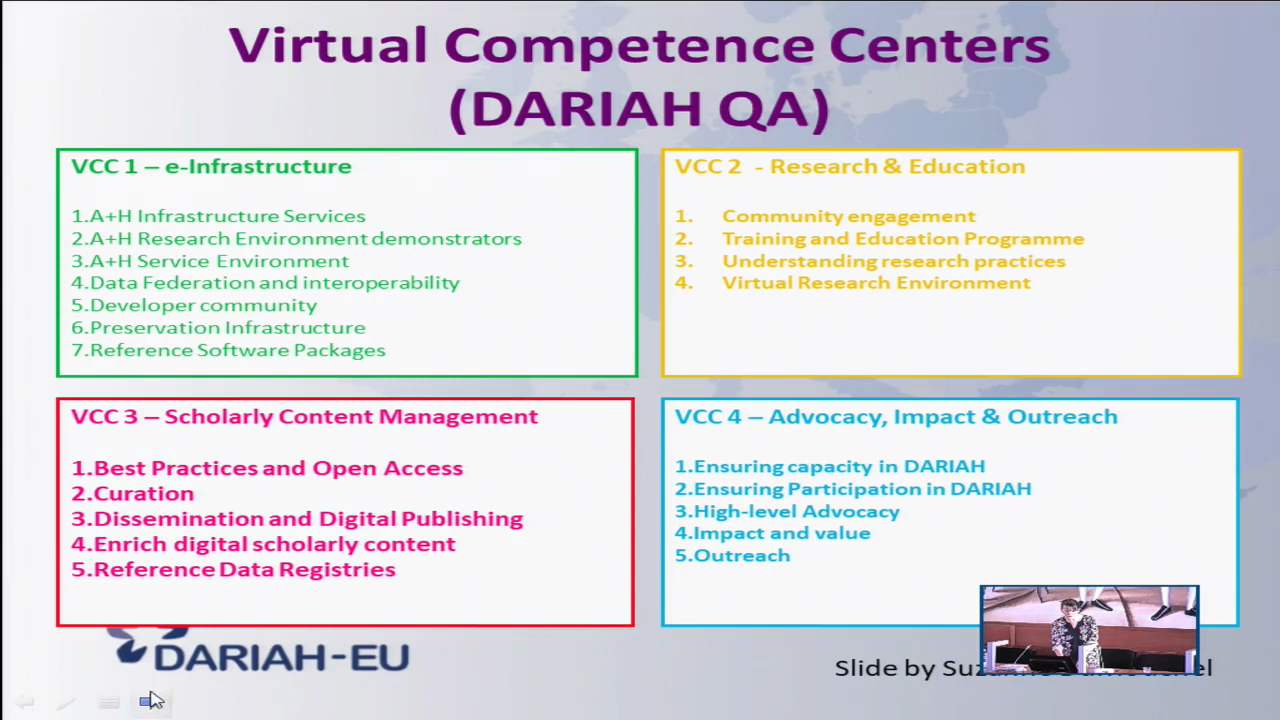 Virtual Competence Centers
(DARIAH QA)
VCC 1 – e-Infrastructure
1.A+H Infrastructure Services
2.A+H Research Environment demonstrators
3.A+H Service Environment
4.Data Federation and interoperability
5.Developer community
6.Preservation Infrastructure
7.Reference Software Packages
VCC 2 - Research & Education
1. Community engagement
2. Training and Education Programme
3. Understanding research practices
4. Virtual Research Environment
VCC 3 – Scholarly Content Management
1.Best Practices and Open Access
2.Curation
3.Dissemination and Digital Publishing
4.Enrich digital scholarly content
5.Reference Data Registries
VCC 4 – Advocacy, Impact & Outreach
1.Ensuring capacity in DARIAH
2.Ensuring Participation in DARIAH
3.High-level Advocacy
4.Impact and value
5.Outreach
DARIAH-EU
Slide by